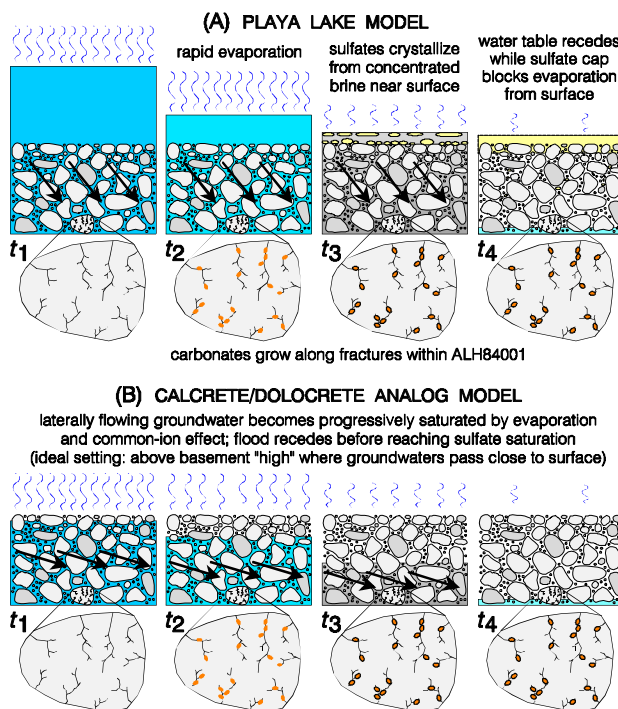 (A) PLAYA LAKE MODEL
rapid evaporation
sulfates crystallize
from concentrated
brine near surface
water table recedes
while sulfate cap
blocks evaporation
from surface
t1
t2
t3
t4
carbonates grow along fractures within ALH84001
(B) CALCRETE/DOLOCRETE ANALOG MODEL
laterally flowing groundwater becomes progressively saturated by evaporation
and common-ion effect; flood recedes before reaching sulfate saturation
(ideal setting: above basement "high" where groundwaters pass close to surface)
t1
t2
t3
t4